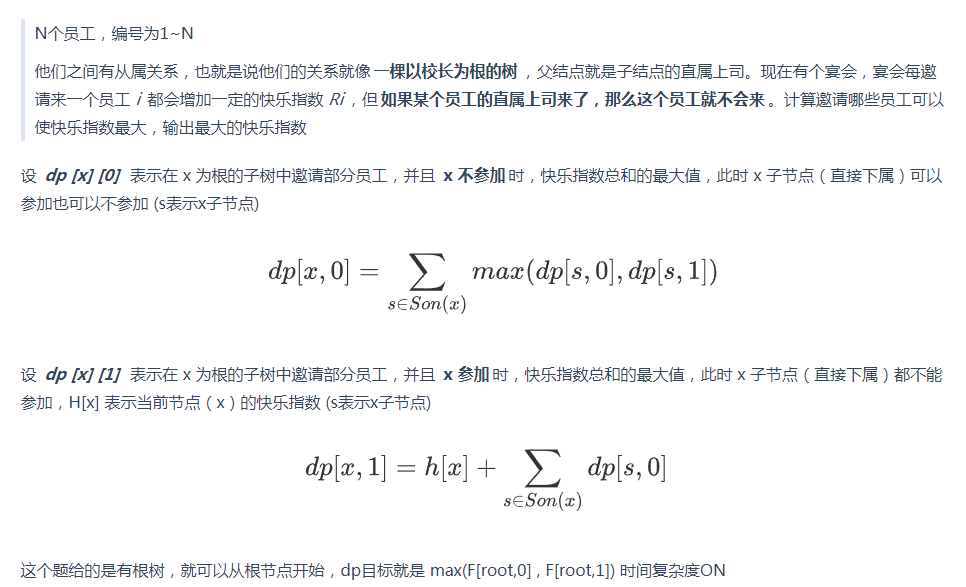 N个员工，编号为1~N
他们之间有从属关系，也就是说他们的关系就像 一棵以校长为根的树 ，父结点就是子结点的直属上司。现在有个宴会，宴会每邀
请来一个员工 i 都会增加一定的快乐指数 Ri，但 如果某个员工的直属上司来了，那么这个员工就不会来 。计算邀请哪些员工可以
使快乐指数最大，输出最大的快乐指数
设 dp [x] [0] 表示在 x 为根的子树中邀请部分员工，并且 x 不参加 时，快乐指数总和的最大值，此时 x 子节点（直接下属）可以
参加也可以不参加 (s表示x子节点)
dp[x, 0] = ∑ max(dp[s, 0], dp[s, 1])
s∈Son(x)
设 dp [x] [1] 表示在 x 为根的子树中邀请部分员工，并且 x 参加 时，快乐指数总和的最大值，此时 x 子节点（直接下属）都不能
参加，H[x] 表示当前节点（x）的快乐指数 (s表示x子节点)
dp[x, 1] = h[x] + ∑ dp[s, 0]
s∈Son(x)
这个题给的是有根树，就可以从根节点开始，dp目标就是 max(F[root,0] , F[root,1]) 时间复杂度ON